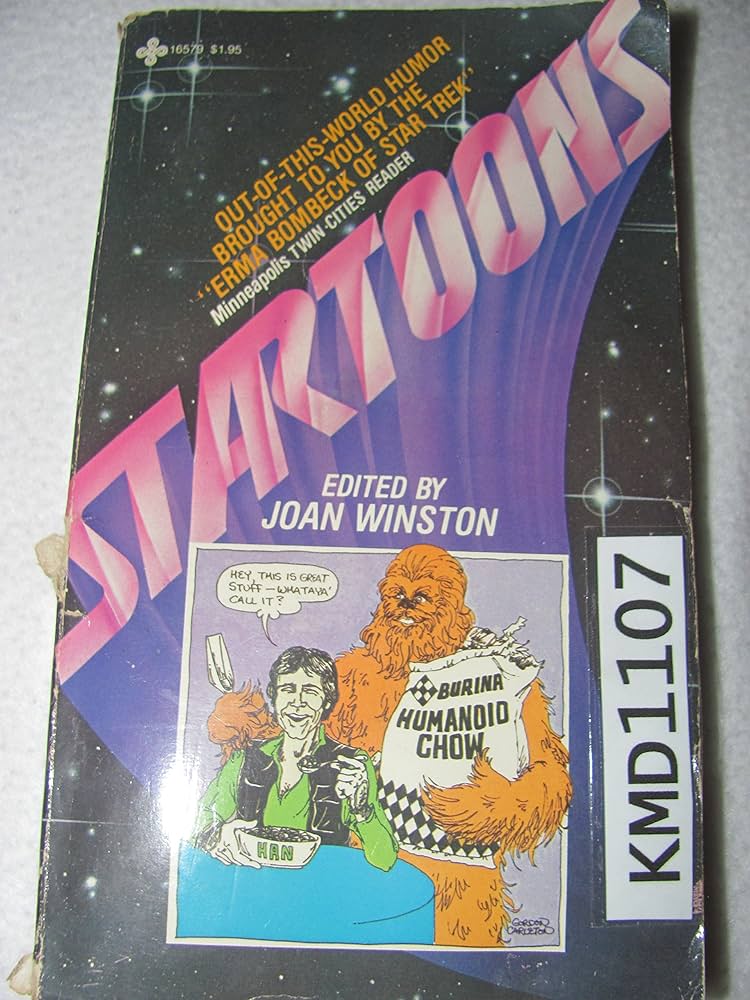 16579 $1.95
OUT-OF-THIS-WORLD HUMOR
BROUGHT TO YOU BY THE
"ERMA BOMBECK OF STAR TREK"
Minneapolis TWIN CITIES READER
STARTOONS
EDITED BY
JOAN WINSTON
HEY, THIS IS GREAT
STUFF — WHATAYA'
CALL IT?
BURINA
HUMANOID
CHOW
HAN
GORDON
CARLETON
KMD1107